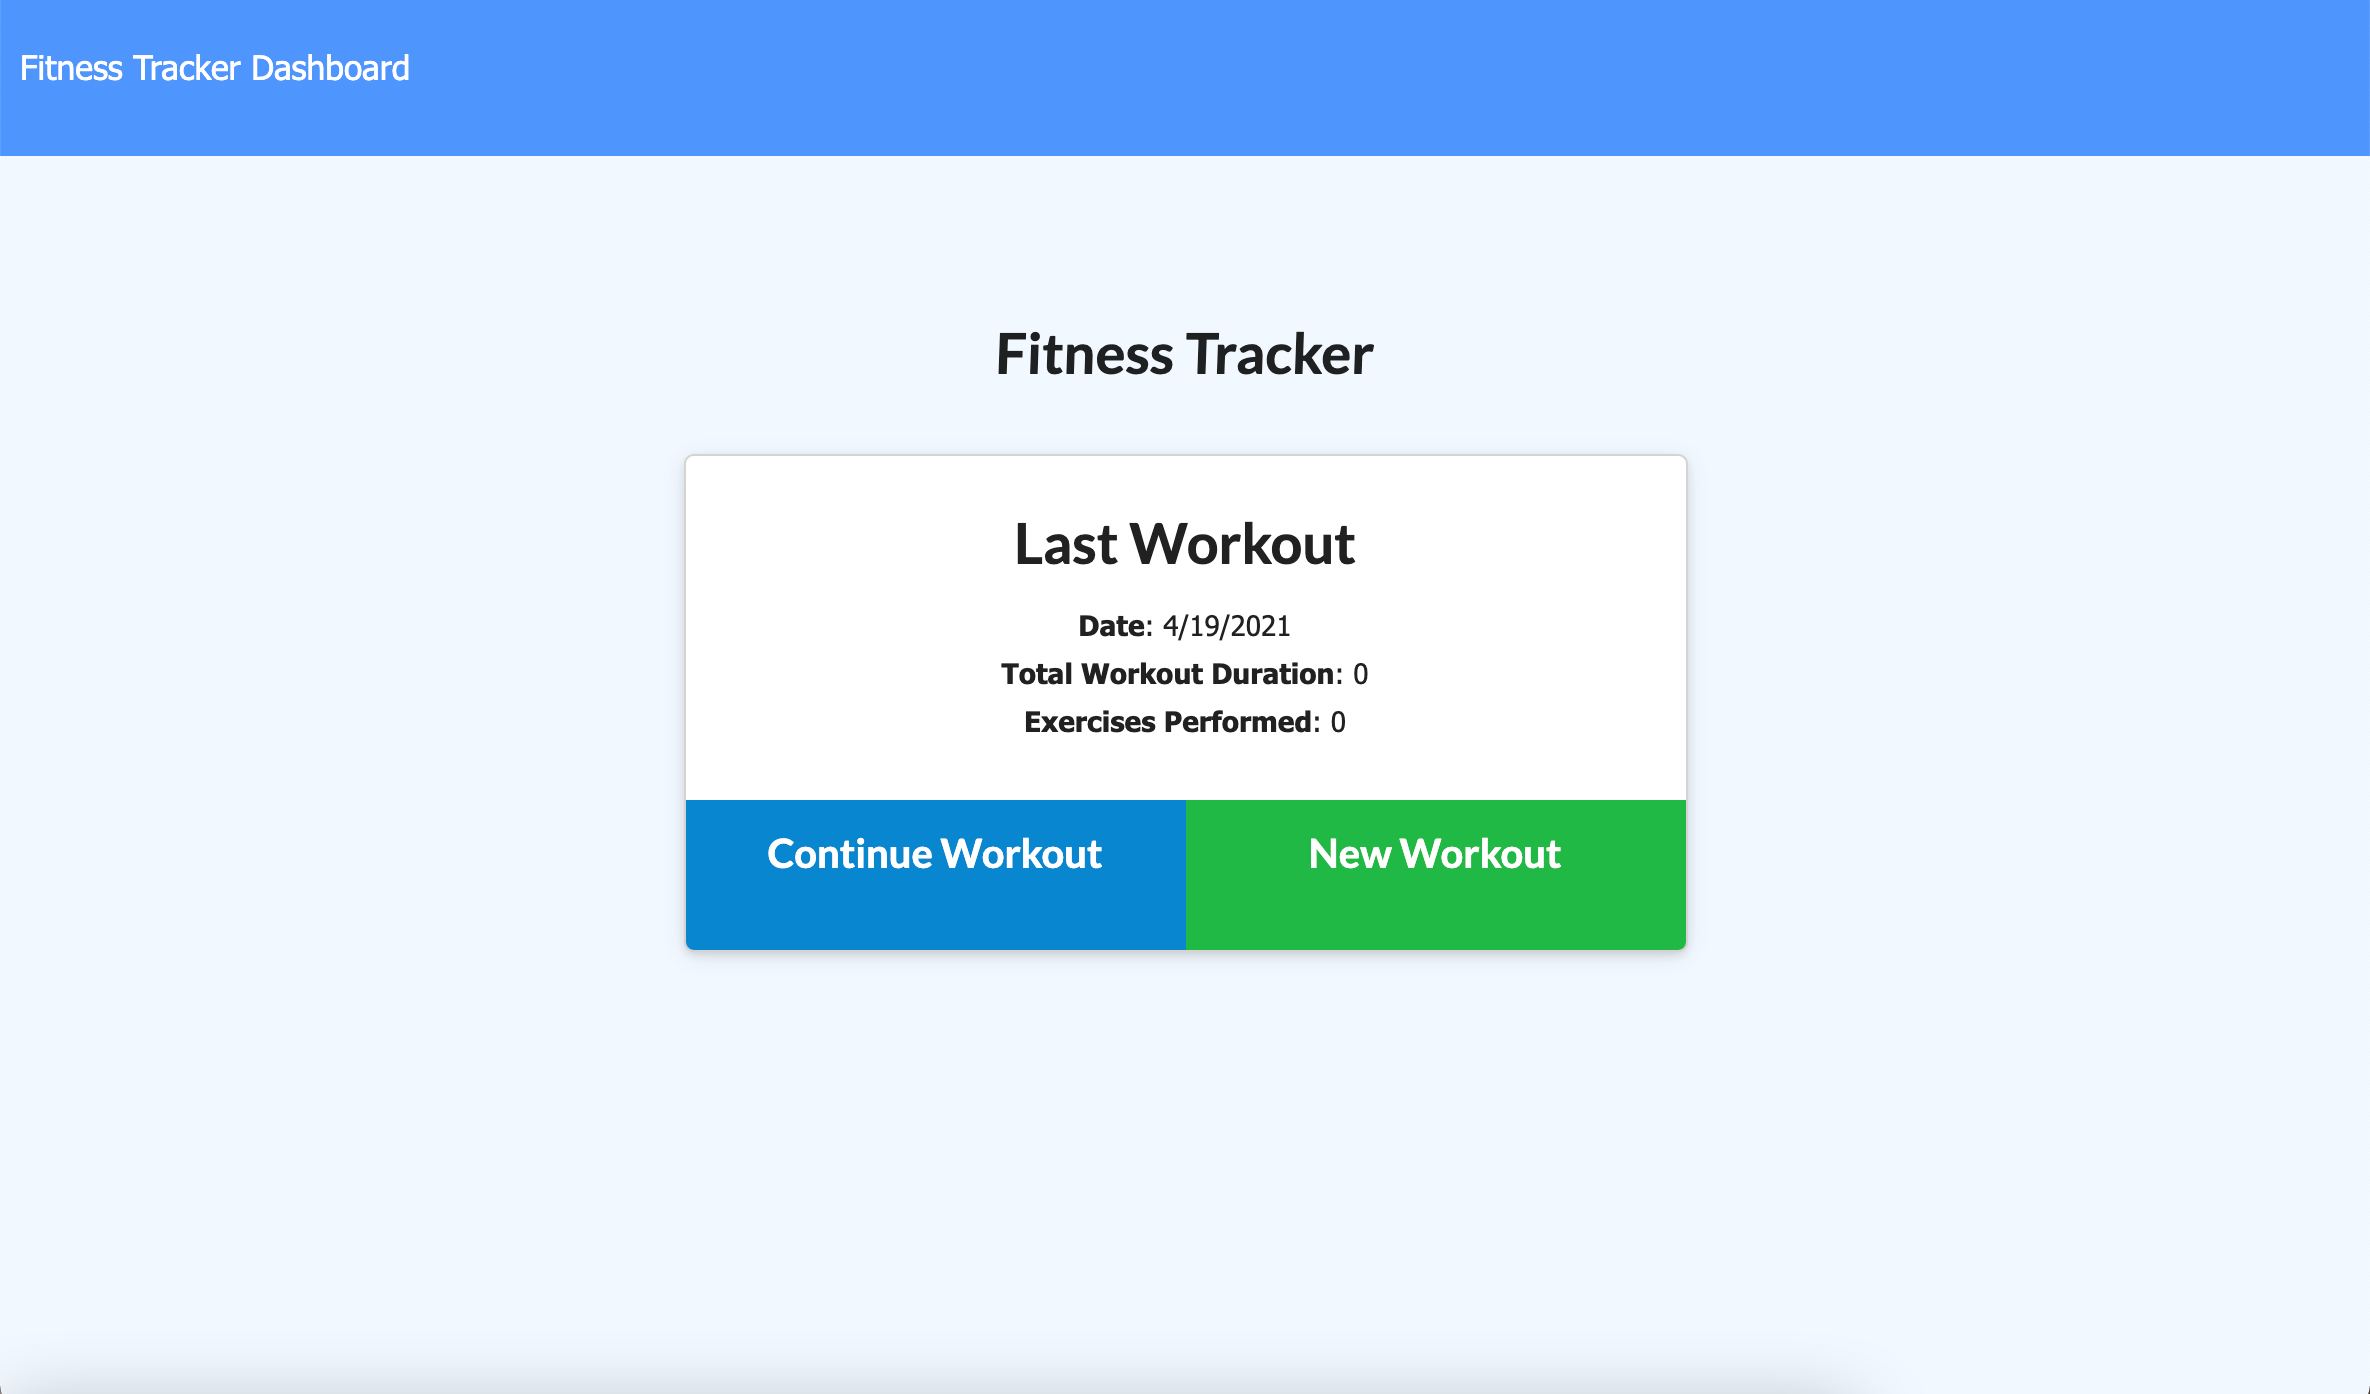 Fitness Tracker Dashboard
Fitness Tracker
Last Workout
Date: 4/19/2021
Total Workout Duration: 0
Exercises Performed: 0
Continue Workout
New Workout